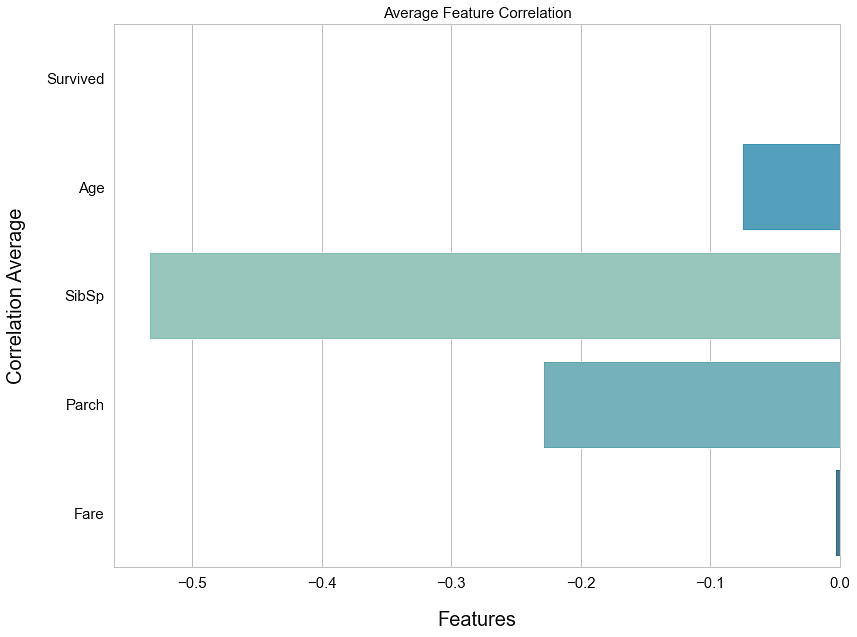 Average Feature Correlation
Correlation Average
Survived
Age
SibSp
Parch
Fare
−0.5
−0.4
−0.3
−0.2
−0.1
0.0
Features